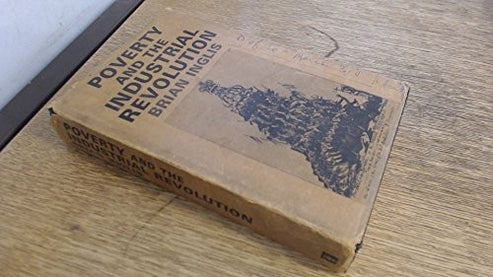 POVERTY
AND THE
INDUSTRIAL
REVOLUTION
BRIAN INGLIS
POVERTY AND THE
INDUSTRIAL REVOLUTION